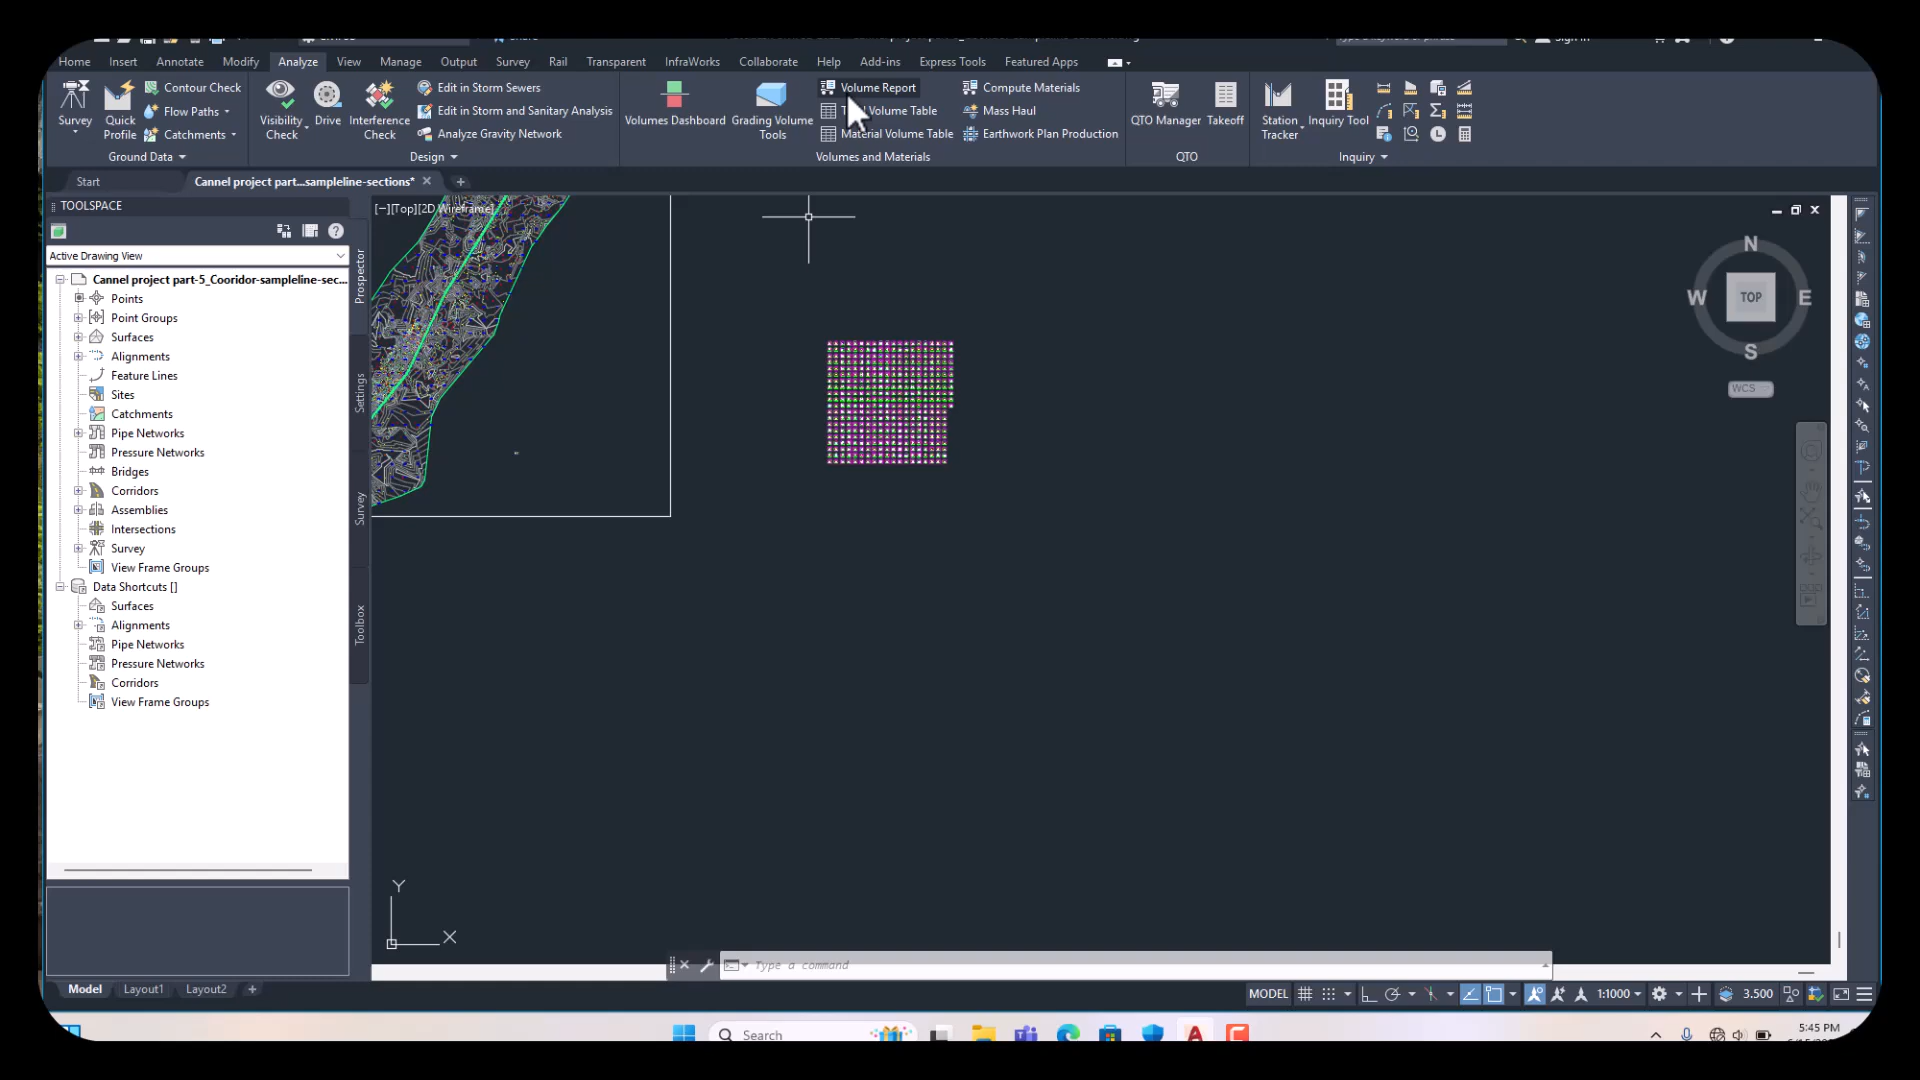 Home Insert Annotate Modify Analyze View Manage Output Survey Rail Transparent InfraWorks Collaborate Help Add-ins Express Tools Featured Apps
Survey
Quick Profile
Contour Check
Flow Paths
Catchments
Ground Data
Visibility Check
Drive
Interference Check
Edit in Storm Sewers
Edit in Storm and Sanitary Analysis
Analyze Gravity Network
Design
Volumes Dashboard
Grading Volume Tools
Volume Report
Volume Table
Material Volume Table
Compute Materials
Mass Haul
Earthwork Plan Production
Volumes and Materials
QTO Manager
Takeoff
QTO
Station Tracker
Inquiry Tool
Inquiry
Start
Cannel project part...sampleline-sections*
TOOLSPACE
Active Drawing View
Cannel project part-5_Cooridor-sampleline-sec...
Points
Point Groups
Surfaces
Alignments
Feature Lines
Sites
Catchments
Pipe Networks
Pressure Networks
Bridges
Corridors
Assemblies
Intersections
Survey
View Frame Groups
Data Shortcuts []
Surfaces
Alignments
Pipe Networks
Pressure Networks
Corridors
View Frame Groups
Prospector
Settings
Survey
Toolbox
[−][Top][2D Wireframe]
N
W TOP E
S
WCS
Y
X
Type a command
Model Layout1 Layout2
MODEL
1:1000
3.500
Search
5:45 PM